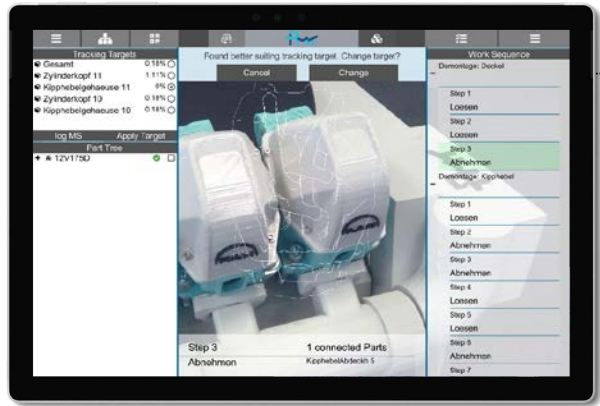 Tracking Targets
Gesamt 0.18%
Zylinderkopf 11 1.11%
Kipphebelgehaeuse 11 0%
Zylinderkopf 10 0.18%
Kipphebelgehaeuse 10 0.18%
log MS Apply Target
Part Tree
+ 12V175D
Found better suiting tracking target. Change target?
Cancel Change
Step 3 1 connected Parts
Abnehmen KipphebelAbdeckh 5
Work Sequence
Demontage: Deckel
Step 1
Loesen
Step 2
Loesen
Step 3
Abnehmen
Demontage: Kipphebel
Step 1
Loesen
Step 2
Abnehmen
Step 3
Abnehmen
Step 4
Loesen
Step 5
Loesen
Step 6
Abnehmen
Step 7